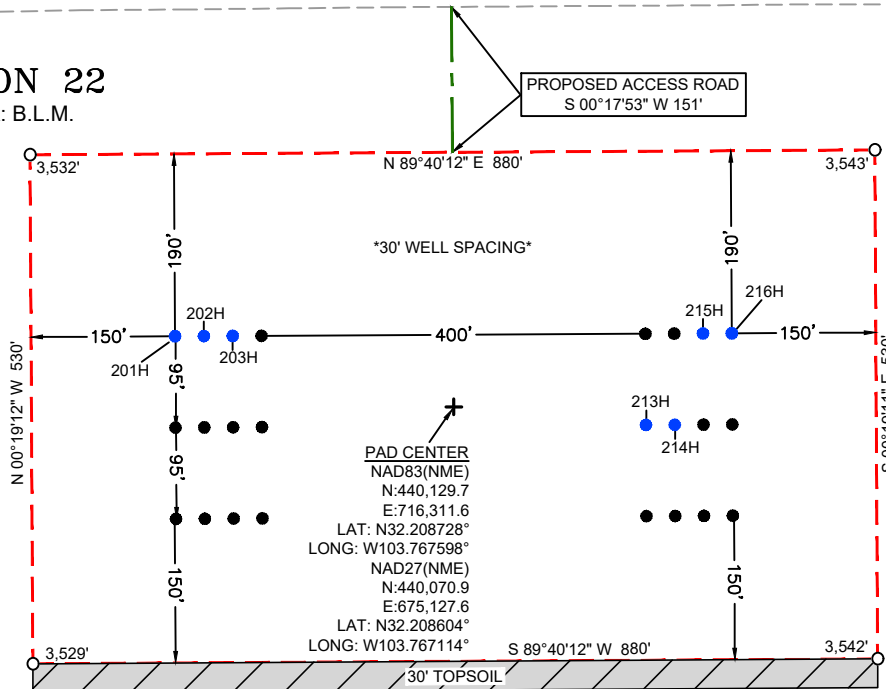 ON 22
: B.L.M.
PROPOSED ACCESS ROAD
S 00°17'53" W 151'
N 89°40'12" E 880'
3,532'
3,543'
190'
*30' WELL SPACING*
190'
216H
215H
202H
150'
400'
150'
201H
203H
95'
N 00°19'12" W 530'
213H
214H
95'
PAD CENTER
NAD83(NME)
N:440,129.7
E:716,311.6
LAT: N32.208728°
LONG: W103.767598°
NAD27(NME)
N:440,070.9
E:675,127.6
LAT: N32.208604°
LONG: W103.767114°
150'
150'
3,529'
S 89°40'12" W 880'
3,542'
30' TOPSOIL